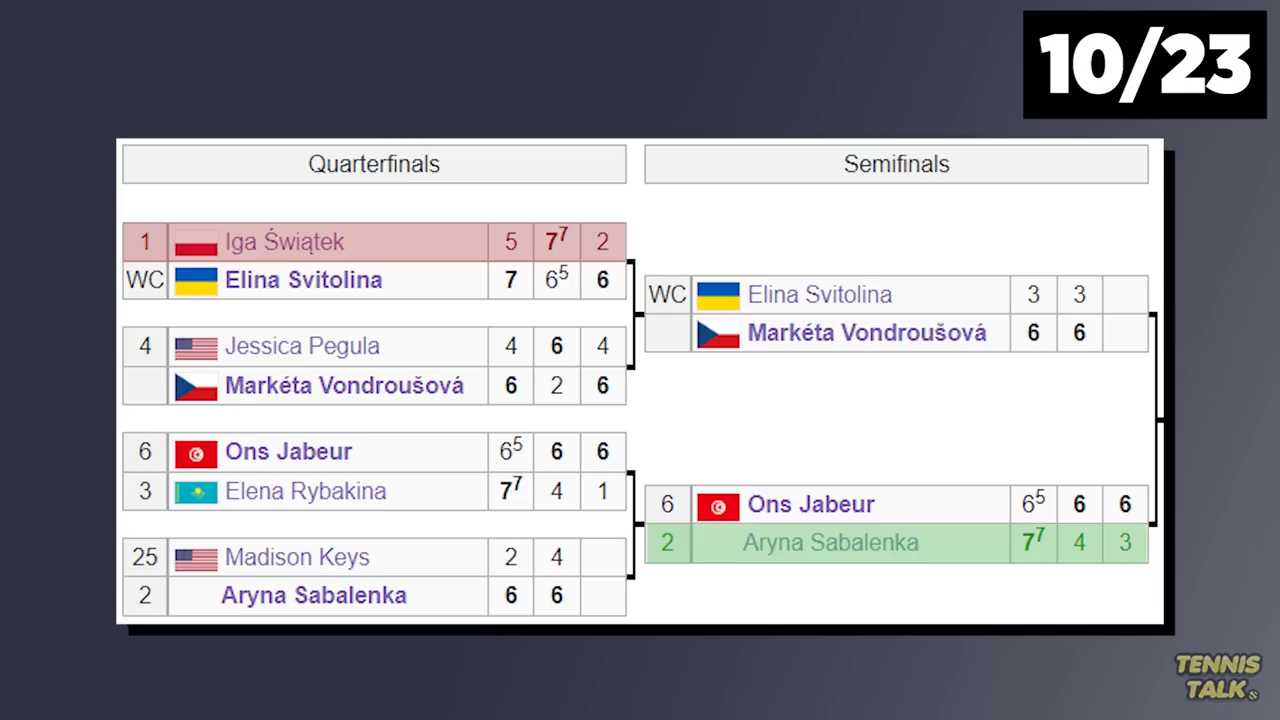 10/23
Quarterfinals
Semifinals
1 Iga Świątek 5 7⁷ 2
WC Elina Svitolina 7 6⁵ 6
4 Jessica Pegula 4 6 4
Markéta Vondroušová 6 2 6
6 Ons Jabeur 6⁵ 6 6
3 Elena Rybakina 7⁷ 4 1
25 Madison Keys 2 4
2 Aryna Sabalenka 6 6
WC Elina Svitolina 3 3
Markéta Vondroušová 6 6
6 Ons Jabeur 6⁵ 6 6
2 Aryna Sabalenka 7⁷ 4 3
TENNIS
TALK